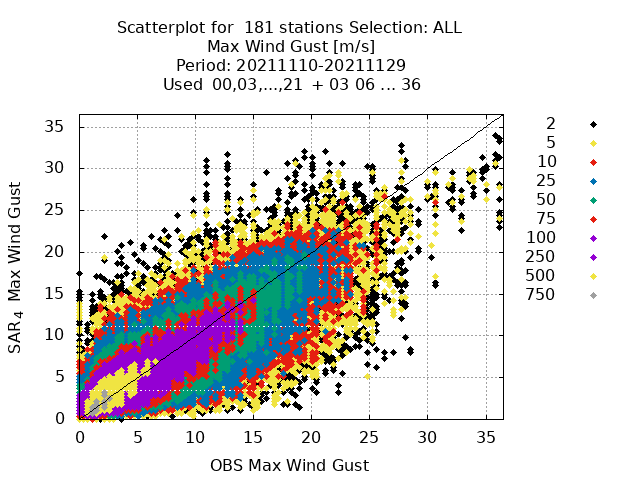 Scatterplot for 181 stations Selection: ALL
Max Wind Gust [m/s]
Period: 20211110-20211129
Used 00,03,...,21 + 03 06 ... 36
SAR4 Max Wind Gust
35
30
25
20
15
10
5
0
0 5 10 15 20 25 30 35
OBS Max Wind Gust
2
5
10
25
50
75
100
250
500
750